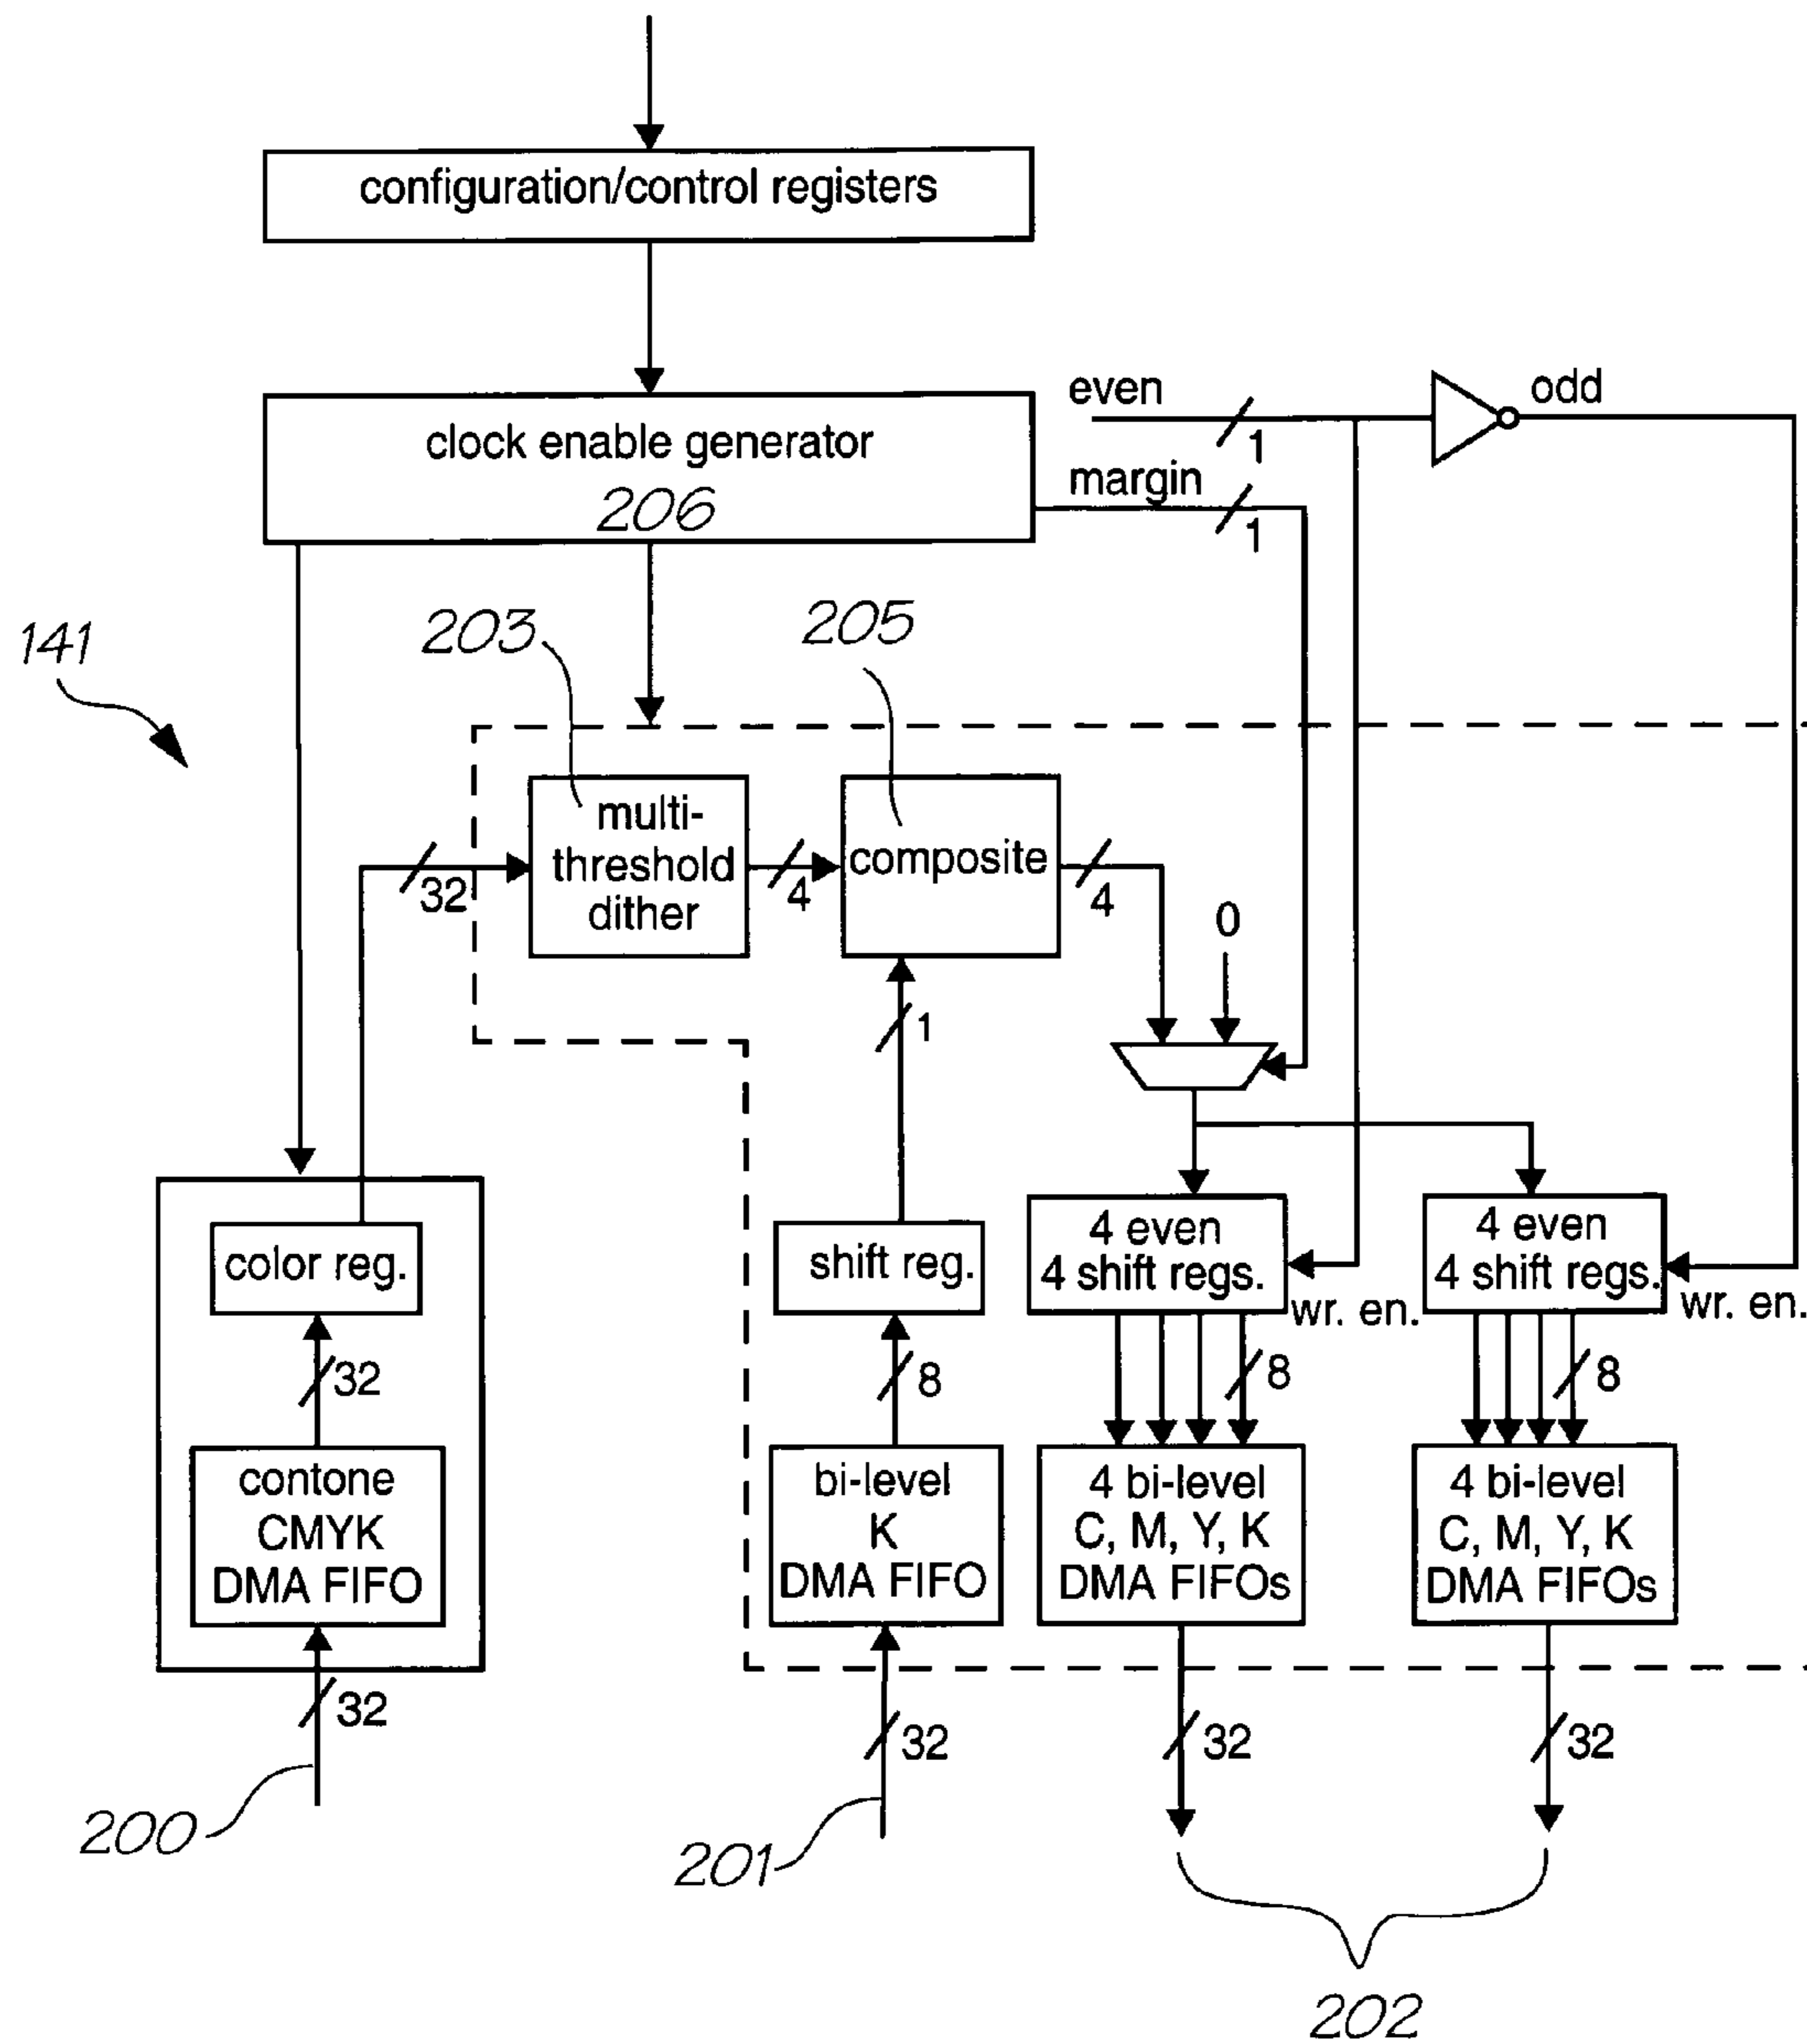 configuration/control registers
clock enable generator
206
even
1
odd
margin
1
141
203
205
multi-
threshold
dither
composite
32
4
4
0
1
color reg.
shift reg.
4 even
4 shift regs.
wr. en.
4 even
4 shift regs.
wr. en.
32
8
8
8
contone
CMYK
DMA FIFO
bi-level
K
DMA FIFO
4 bi-level
C, M, Y, K
DMA FIFOs
4 bi-level
C, M, Y, K
DMA FIFOs
32
32
32
32
200
201
202